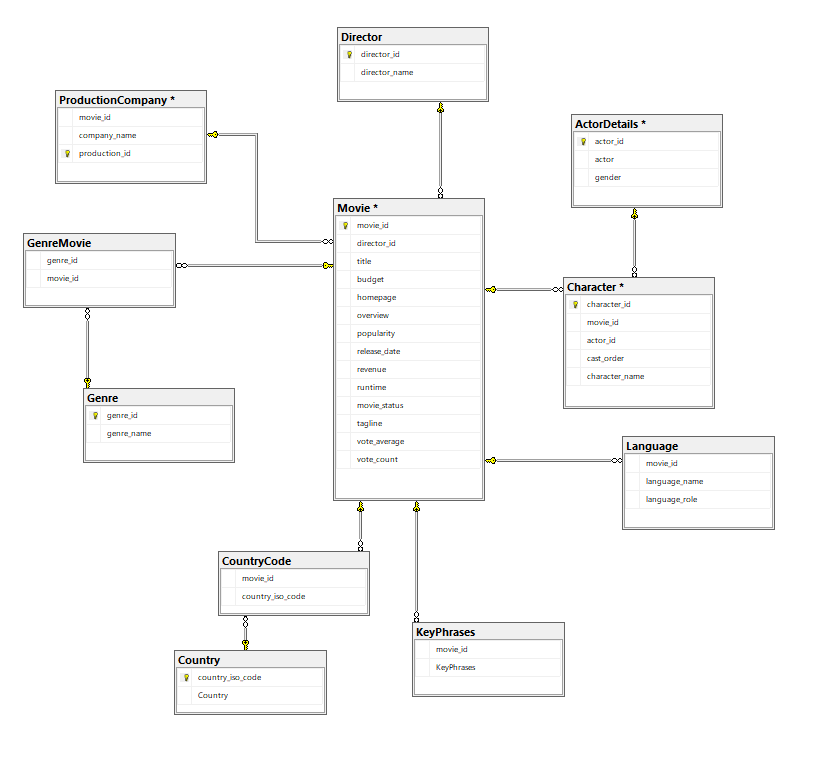 Director
director_id
director_name
ProductionCompany *
movie_id
company_name
production_id
ActorDetails *
actor_id
actor
gender
Movie *
movie_id
director_id
title
budget
homepage
overview
popularity
release_date
revenue
runtime
movie_status
tagline
vote_average
vote_count
GenreMovie
genre_id
movie_id
Character *
character_id
movie_id
actor_id
cast_order
character_name
Genre
genre_id
genre_name
Language
movie_id
language_name
language_role
CountryCode
movie_id
country_iso_code
KeyPhrases
movie_id
KeyPhrases
Country
country_iso_code
Country